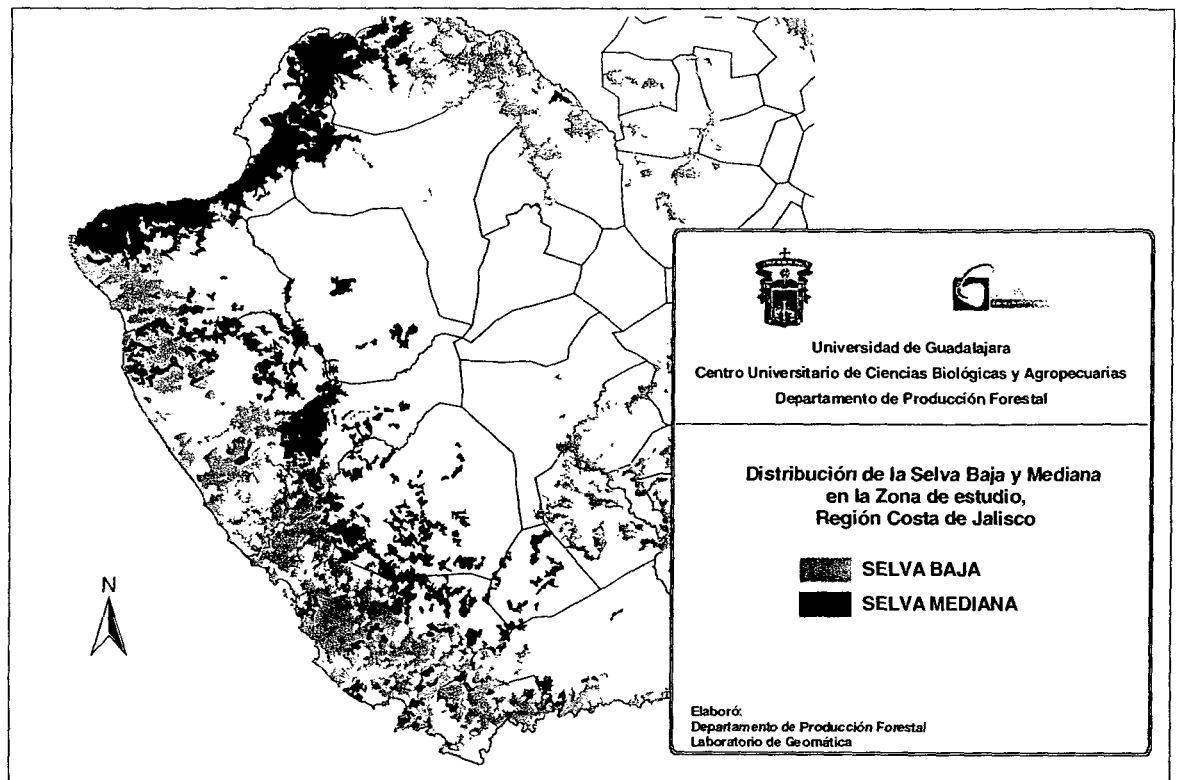 Universidad de Guadalajara
Centro Universitario de Ciencias Biológicas y Agropecuarias
Departamento de Producción Forestal
Distribución de la Selva Baja y Mediana
en la Zona de estudio,
Región Costa de Jalisco
SELVA BAJA
SELVA MEDIANA
N
Elaboró:
Departamento de Producción Forestal
Laboratorio de Geomática